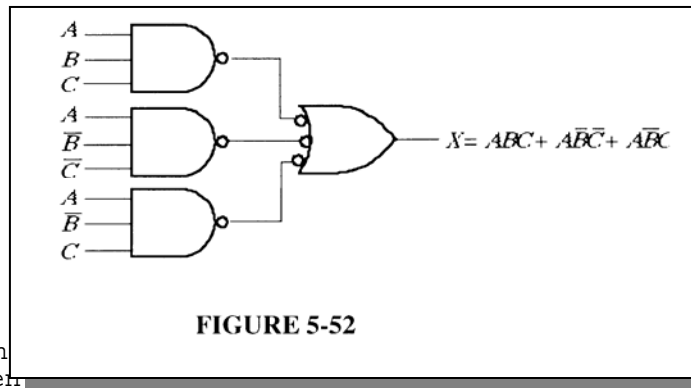 A
B
C
A
B̅
C̅
A
B̅
C
X = ABC + AB̅C̅ + AB̅C
FIGURE 5-52